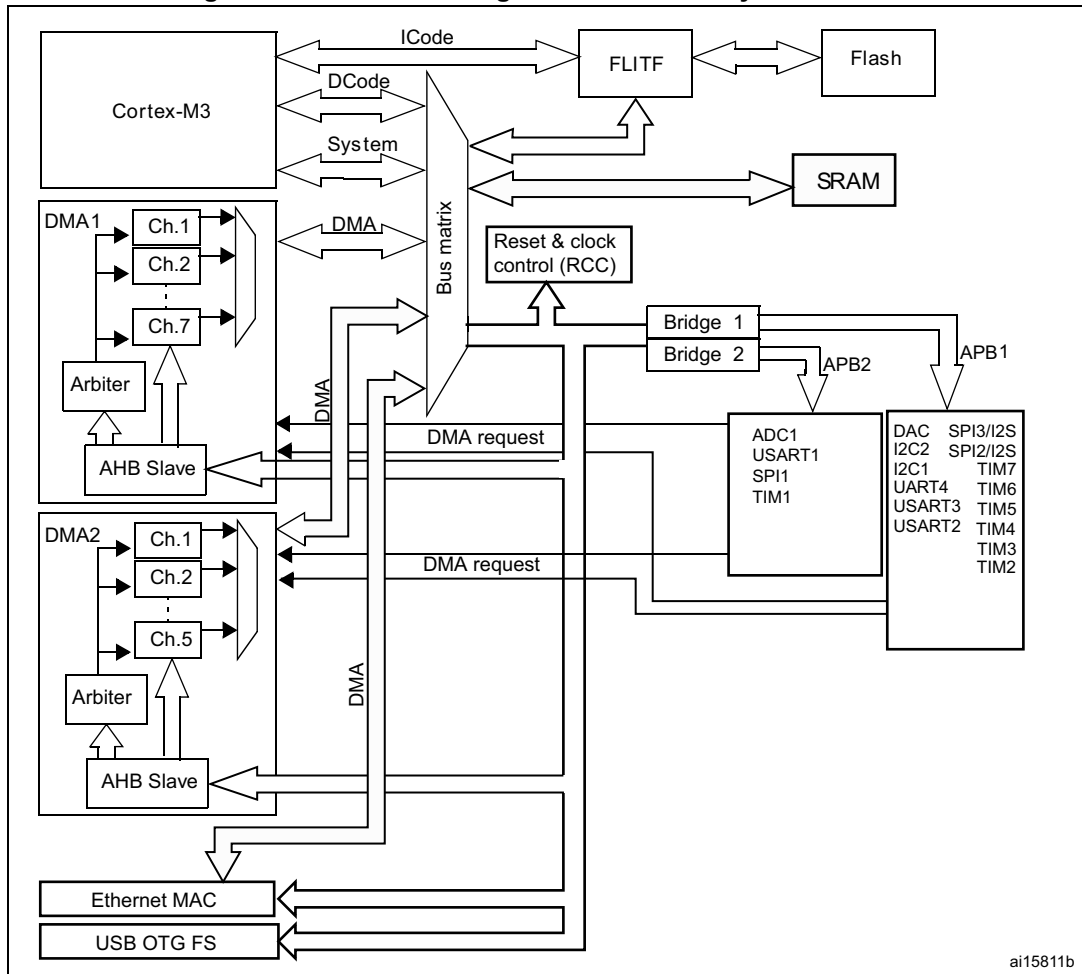 ICode
FLITF
Flash
Cortex-M3
DCode
System
SRAM
DMA1
Ch.1
Ch.2
Ch.7
Arbiter
AHB Slave
DMA
Bus matrix
Reset & clock
control (RCC)
Bridge 1
Bridge 2
APB2
APB1
DMA
DMA request
ADC1
USART1
SPI1
TIM1
DAC SPI3/I2S
I2C2 SPI2/I2S
I2C1 TIM7
UART4 TIM6
USART3 TIM5
USART2 TIM4
TIM3
TIM2
DMA2
Ch.1
Ch.2
Ch.5
Arbiter
AHB Slave
DMA request
DMA
Ethernet MAC
USB OTG FS
ai15811b